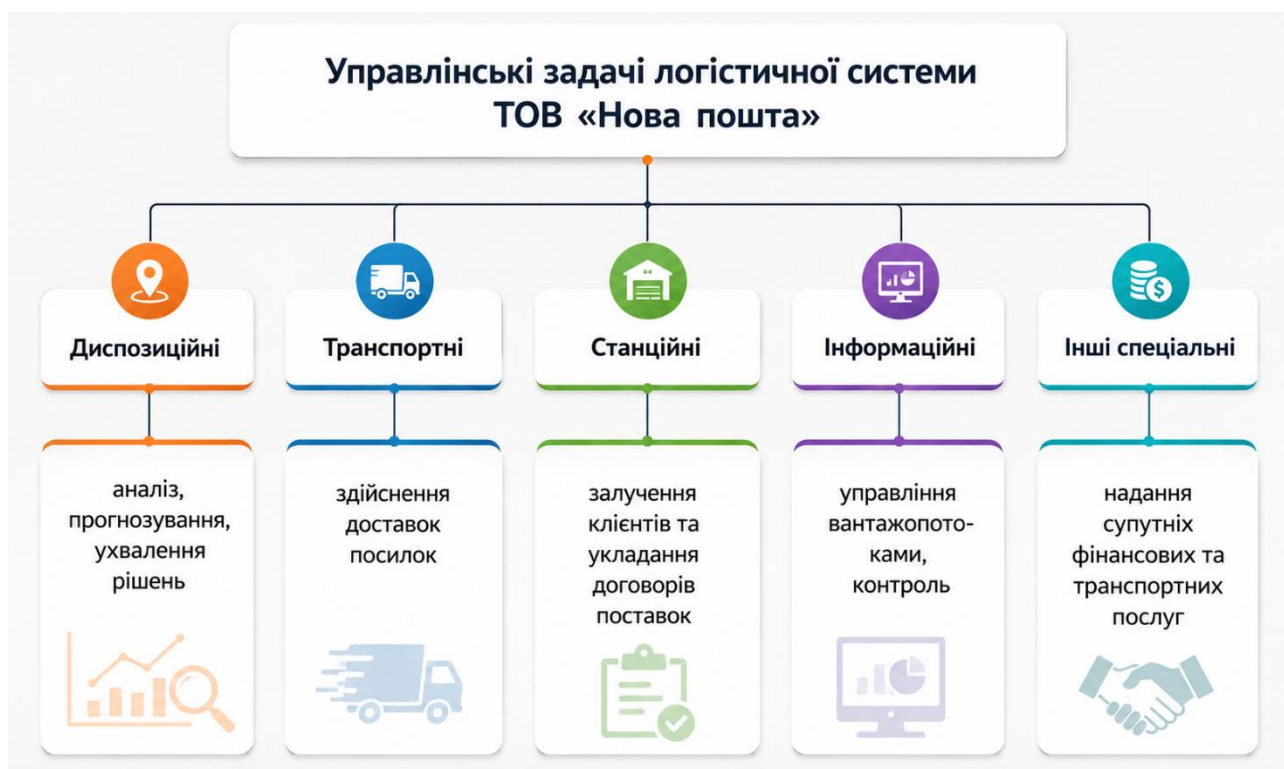 Управлінські задачі логістичної системи
ТОВ «Нова пошта»
Диспозиційні
Транспортні
Станційні
Інформаційні
Інші спеціальні
аналіз,
прогнозування,
ухвалення
рішень
здійснення
доставок
посилок
залучення
клієнтів та
укладання
договорів
поставок
управління
вантажопото-
ками,
контроль
надання
супутніх
фінансових та
транспортних
послуг